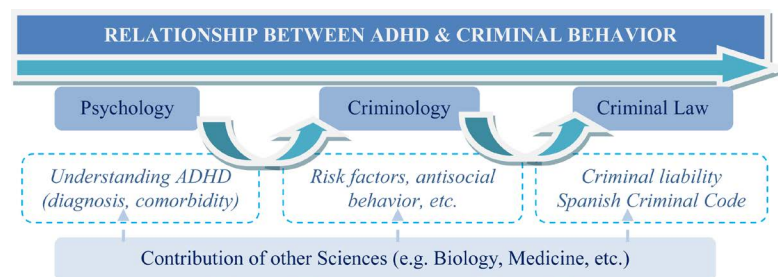 RELATIONSHIP BETWEEN ADHD & CRIMINAL BEHAVIOR
Psychology
Criminology
Criminal Law
Understanding ADHD
(diagnosis, comorbidity)
Risk factors, antisocial
behavior, etc.
Criminal liability
Spanish Criminal Code
Contribution of other Sciences (e.g. Biology, Medicine, etc.)